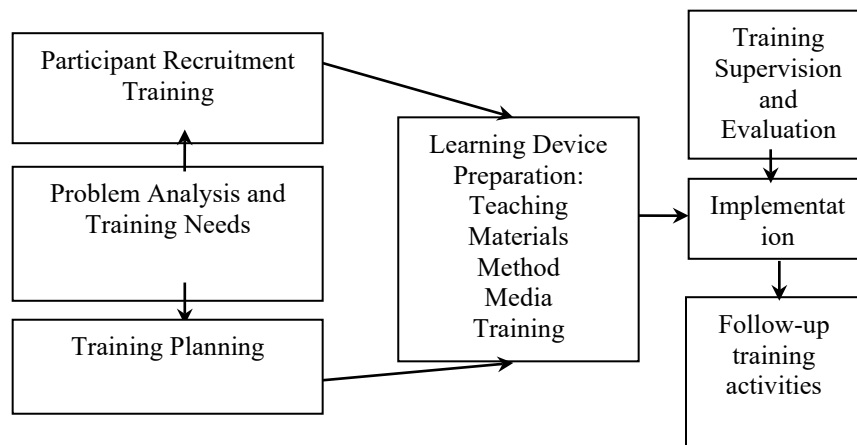 Participant Recruitment
Training
Problem Analysis and
Training Needs
Training Planning
Learning Device
Preparation:
Teaching
Materials
Method
Media
Training
Training
Supervision
and
Evaluation
Implementat
ion
Follow-up
training
activities